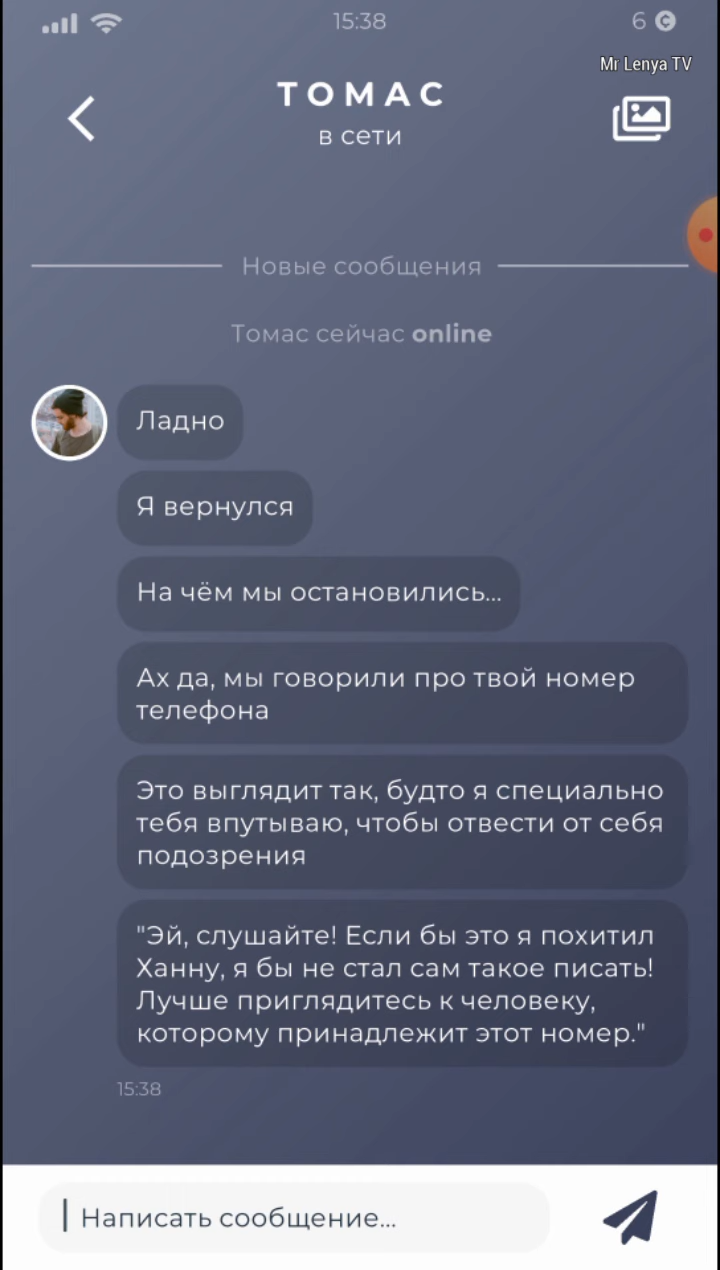 15:38
6
Mr Lenya TV
ТОМАС
в сети
Новые сообщения
Томас сейчас online
Ладно
Я вернулся
На чём мы остановились...
Ах да, мы говорили про твой номер
телефона
Это выглядит так, будто я специально
тебя впутываю, чтобы отвести от себя
подозрения
"Эй, слушайте! Если бы это я похитил
Ханну, я бы не стал сам такое писать!
Лучше приглядитесь к человеку,
которому принадлежит этот номер."
15:38
Написать сообщение...